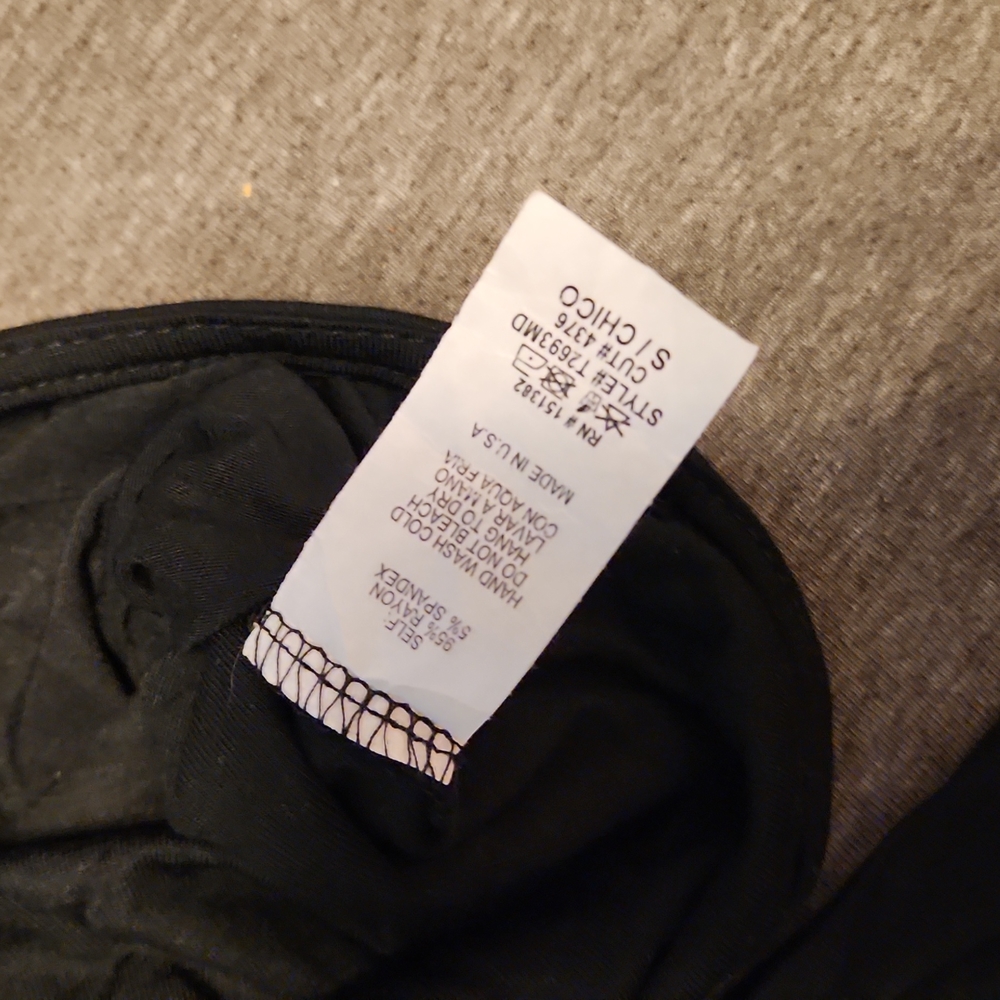 SELF
95% RAYON
5% SPANDEX
HAND WASH COLD
DO NOT BLEACH
HANG TO DRY
LAVAR A MANO
CON AQUA FRIA
MADE IN U.S.A
RN # 151382
STYLE# T2693MD
CUT# 4376
S / CHICO